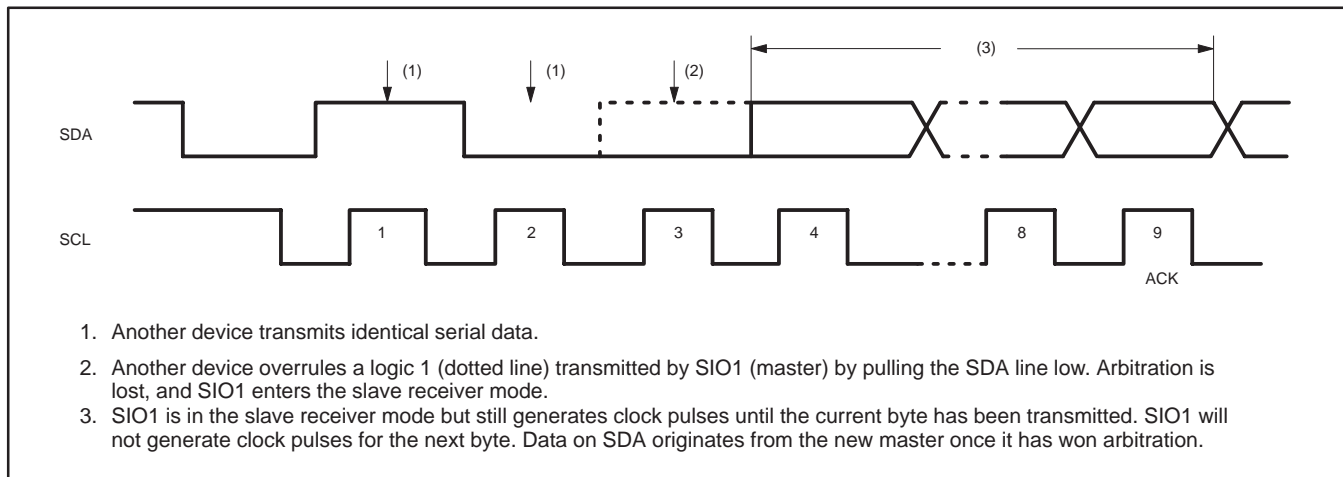 (3)
(1) (1) (2)
SDA
SCL
1 2 3 4 8 9
ACK
1. Another device transmits identical serial data.
2. Another device overrules a logic 1 (dotted line) transmitted by SIO1 (master) by pulling the SDA line low. Arbitration is
lost, and SIO1 enters the slave receiver mode.
3. SIO1 is in the slave receiver mode but still generates clock pulses until the current byte has been transmitted. SIO1 will
not generate clock pulses for the next byte. Data on SDA originates from the new master once it has won arbitration.